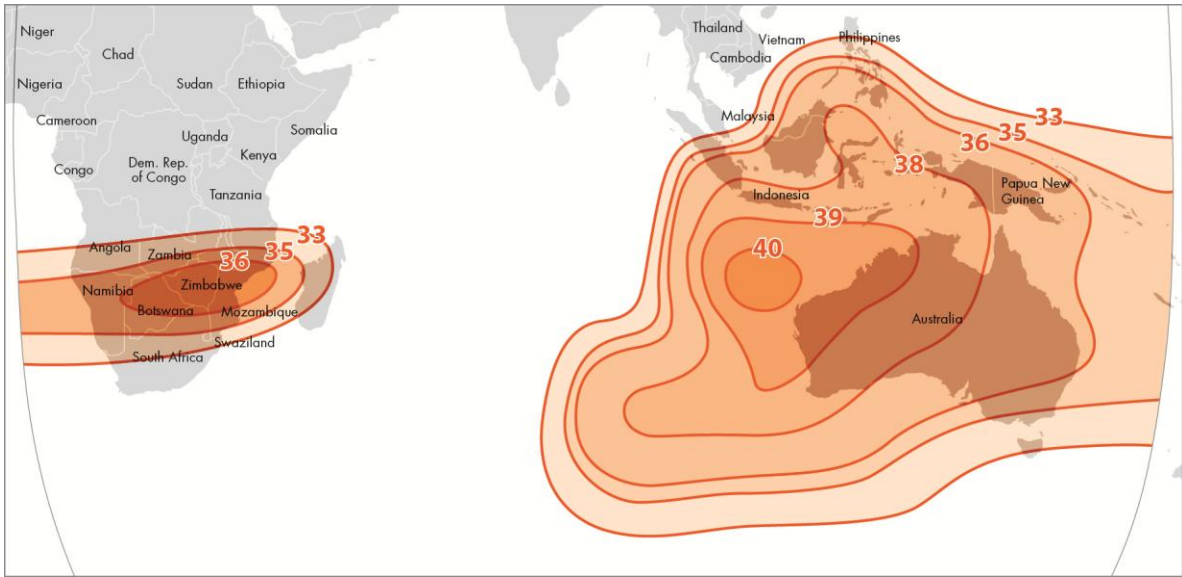 Thailand
Niger
Vietnam
Philippines
Chad
Cambodia
Nigeria
Sudan
Ethiopia
Malaysia
Cameroon
33
Somalia
35
Uganda
36
Kenya
Dem. Rep.
of Congo
Congo
38
Papua New
Guinea
Tanzania
Indonesia
39
33
Angola
Zambia
35
36
40
Zimbabwe
Namibia
Botswana
Mozambique
Australia
Swaziland
South Africa